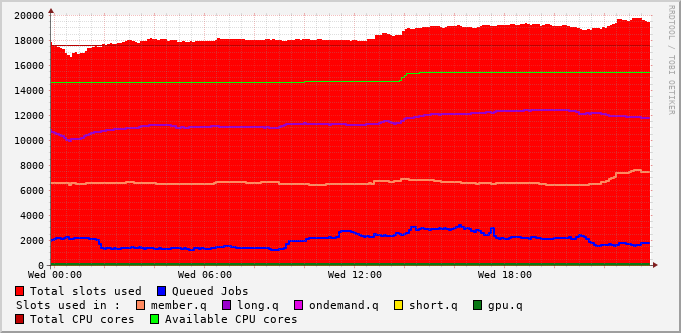 20000
18000
16000
14000
12000
10000
8000
6000
4000
2000
0
Wed 00:00 Wed 06:00 Wed 12:00 Wed 18:00
Total slots used Queued Jobs
Slots used in : member.q long.q ondemand.q short.q gpu.q
Total CPU cores Available CPU cores
RRDTOOL / TOBI OETIKER